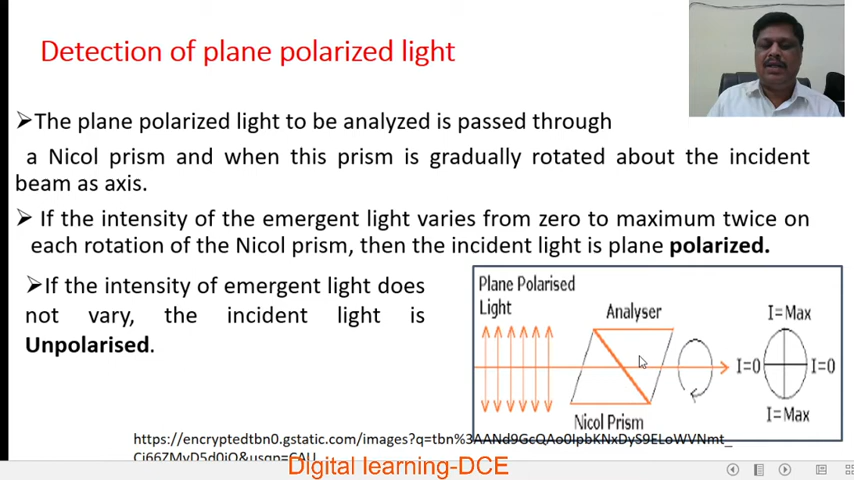 Detection of plane polarized light
➤The plane polarized light to be analyzed is passed through
a Nicol prism and when this prism is gradually rotated about the incident
beam as axis.
➤ If the intensity of the emergent light varies from zero to maximum twice on
each rotation of the Nicol prism, then the incident light is plane polarized.
➤If the intensity of emergent light does
not vary, the incident light is
Unpolarised.
Plane Polarised
Light
Analyser
I=Max
I=0
I=0
I=Max
Nicol Prism
https://encryptedtbn0.gstatic.com/images?q=tbn%3AANd9GcQAo0IpbKNxDyS9ELoWVNmt_
Digital learning-DCE